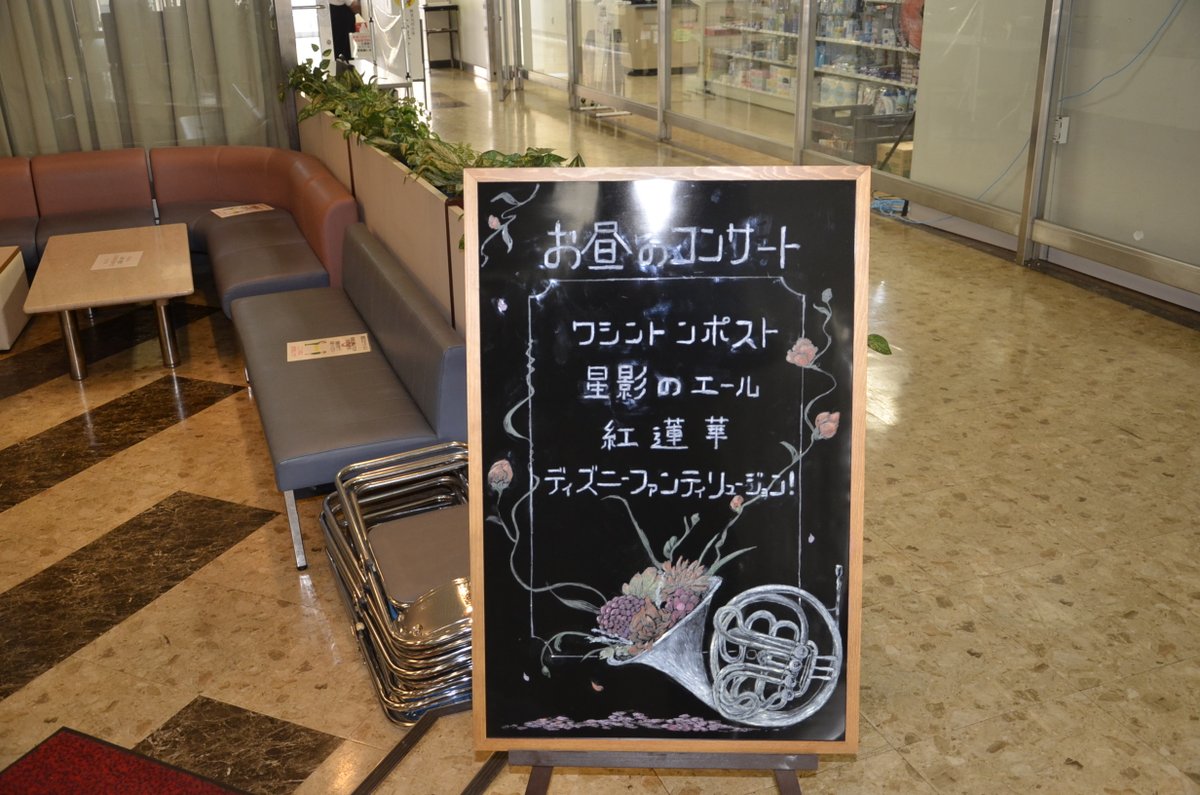 お昼のコンサート
ワシントンポスト
星影のエール
紅蓮華
ディズニーファンティリュージョン!